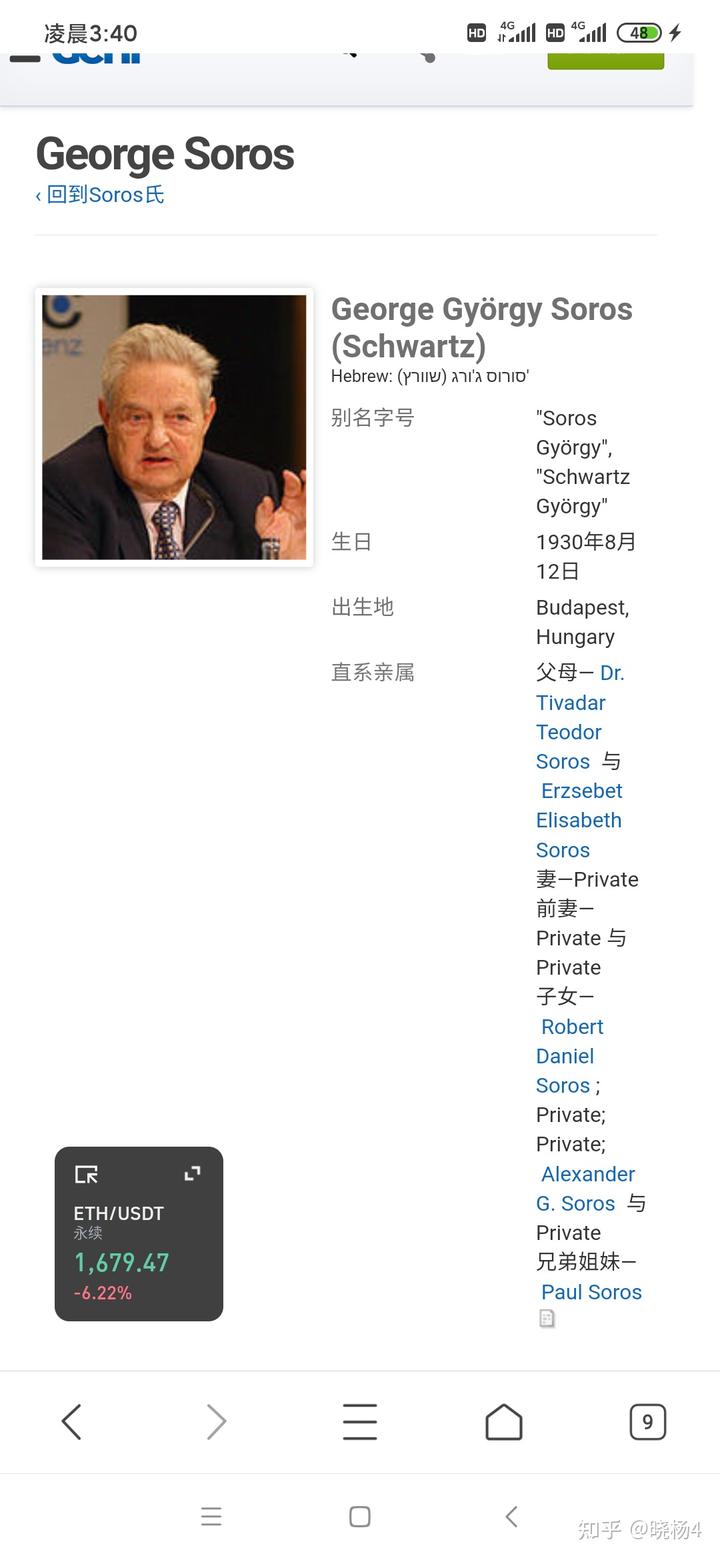 凌晨3:40
HD 4G HD 4G 48
Geni
George Soros
‹ 回到Soros氏
enz
George György Soros
(Schwartz)
Hebrew: (סורוס ג'ורג (שוורץ'
别名字号
"Soros
György",
"Schwartz
György"
生日
1930年8月
12日
出生地
Budapest,
Hungary
直系亲属
父母— Dr.
Tivadar
Teodor
Soros 与
Erzsebet
Elisabeth
Soros
妻—Private
前妻—
Private 与
Private
子女—
Robert
Daniel
Soros ;
Private;
Private;
Alexander
G. Soros 与
Private
兄弟姐妹—
Paul Soros
ETH/USDT
永续
1,679.47
-6.22%
9
知乎 @晓杨4